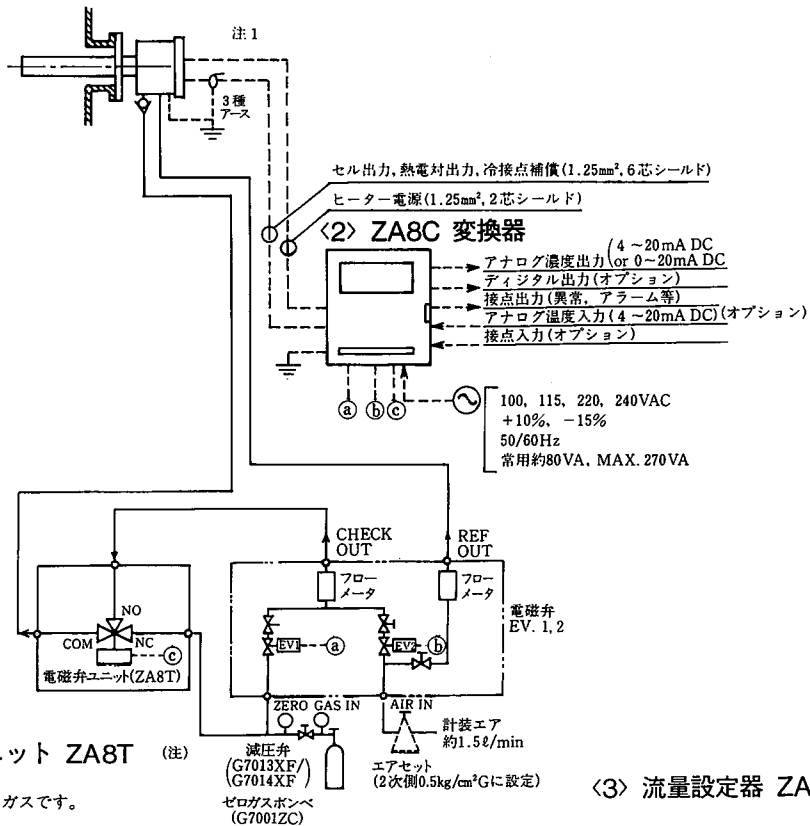 注1
3種
アース
セル出力, 熱電対出力, 冷接点補償(1.25mm², 6芯シールド)
ヒーター電源(1.25mm², 2芯シールド)
〈2〉 ZA8C 変換器
アナログ濃度出力(4～20mA DC
or 0～20mA DC
ディジタル出力(オプション)
接点出力(異常, アラーム等)
アナログ温度入力(4～20mA DC)(オプション)
接点入力(オプション)
ⓐ ⓑ ⓒ
100, 115, 220, 240VAC
+10%, −15%
50/60Hz
常用約80VA, MAX. 270VA
CHECK
OUT
REF
OUT
フロー
メータ
フロー
メータ
電磁弁
EV. 1, 2
NO
COM
NC
ⓒ
電磁弁ユニット(ZA8T)
EV1 ⓐ
EV2 ⓑ
ZERO GAS IN
AIR IN
計装エア
約1.5ℓ/min
減圧弁
(G7013XF/
G7014XF)
エアセット
(2次側0.5kg/cm²Gに設定)
ゼロガスボンベ
(G7001ZC)
ニット ZA8T (注)
ガスです。
〈3〉 流量設定器 ZA